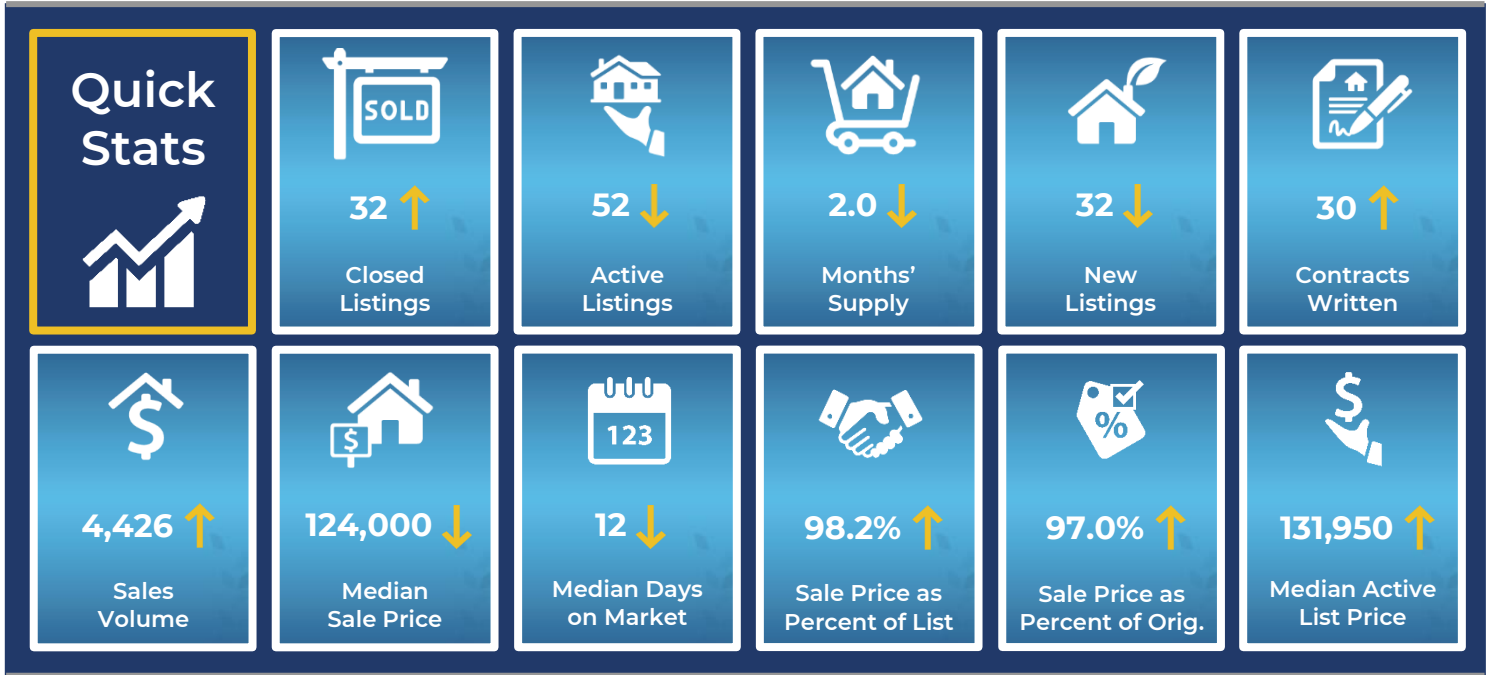 Quick
Stats
SOLD
32
Closed
Listings
52
Active
Listings
2.0
Months’
Supply
32
New
Listings
30
Contracts
Written
$
4,426
Sales
Volume
$
124,000
Median
Sale Price
123
12
Median Days
on Market
98.2%
Sale Price as
Percent of List
%
97.0%
Sale Price as
Percent of Orig.
$
131,950
Median Active
List Price